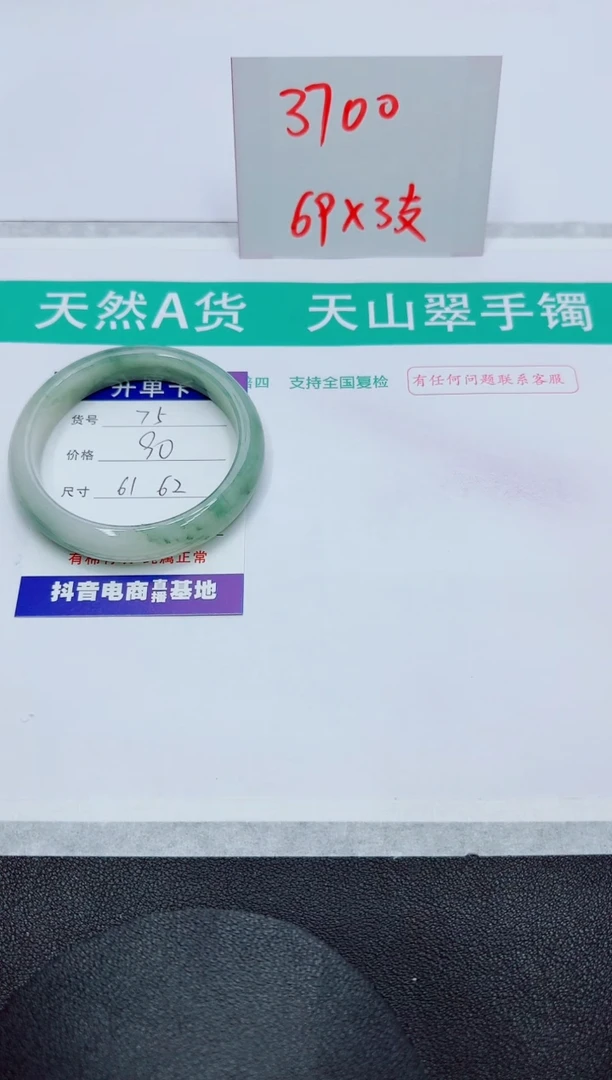 3700
69X3支
天然A货 天山翠手镯
四 支持全国复检 有任何问题联系客服
开单卡
货号 75
价格 90
尺寸 61 62
正常
抖音电商直播基地